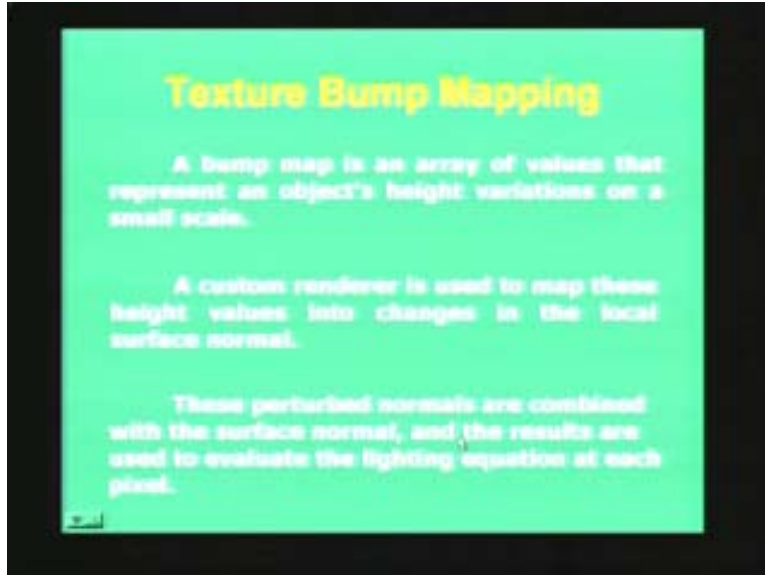 Texture Bump Mapping
A bump map is an array of values that
represent an object's height variations on a
small scale.
A custom renderer is used to map these
height values into changes in the local
surface normal.
These perturbed normals are combined
with the surface normal, and the results are
used to evaluate the lighting equation at each
pixel.